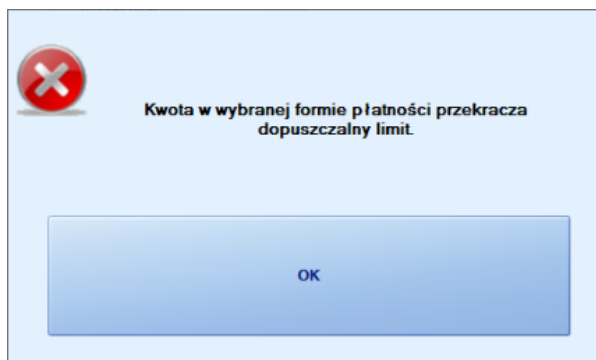 Kwota w wybranej formie płatności przekracza
dopuszczalny limit.
OK